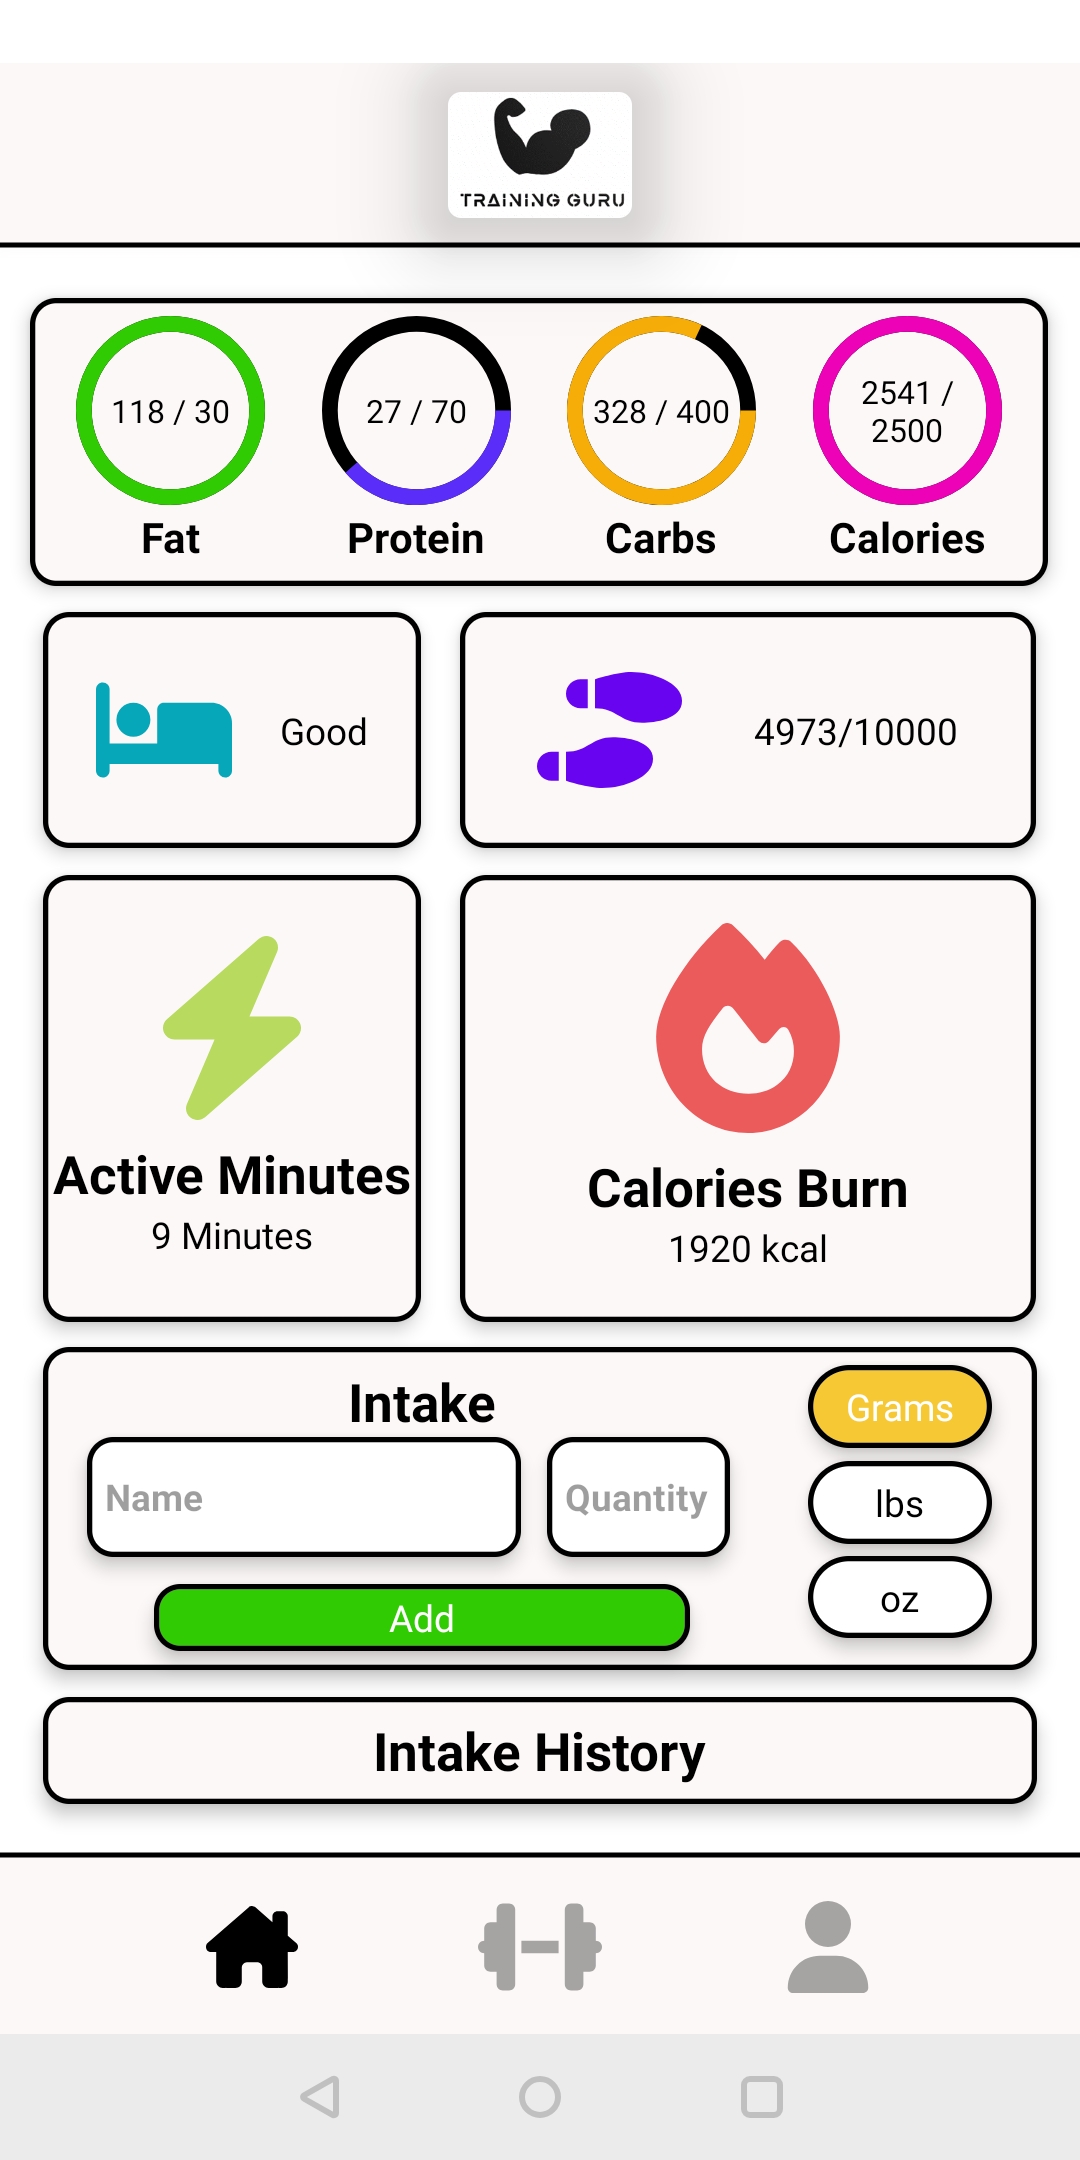 TRAINING GURU
118 / 30
27 / 70
328 / 400
2541 /
2500
Fat
Protein
Carbs
Calories
Good
4973/10000
Active Minutes
9 Minutes
Calories Burn
1920 kcal
Intake
Name
Quantity
Add
Grams
lbs
oz
Intake History